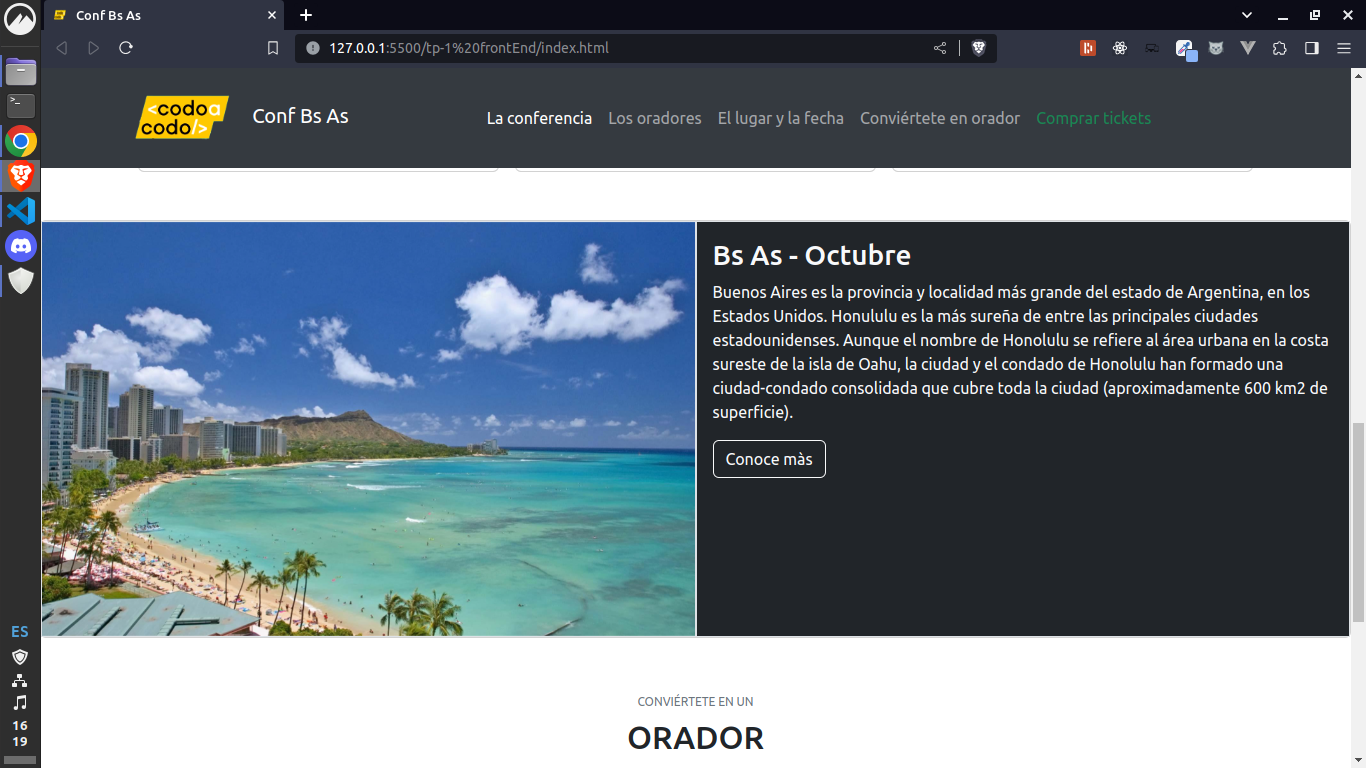 Conf Bs As
127.0.0.1:5500/tp-1%20frontEnd/index.html
<codo a
codo/>
Conf Bs As
La conferencia
Los oradores
El lugar y la fecha
Conviértete en orador
Comprar tickets
Bs As - Octubre
Buenos Aires es la provincia y localidad más grande del estado de Argentina, en los
Estados Unidos. Honululu es la más sureña de entre las principales ciudades
estadounidenses. Aunque el nombre de Honolulu se refiere al área urbana en la costa
sureste de la isla de Oahu, la ciudad y el condado de Honolulu han formado una
ciudad-condado consolidada que cubre toda la ciudad (aproximadamente 600 km2 de
superficie).
Conoce màs
CONVIÉRTETE EN UN
ORADOR
ES
16
19